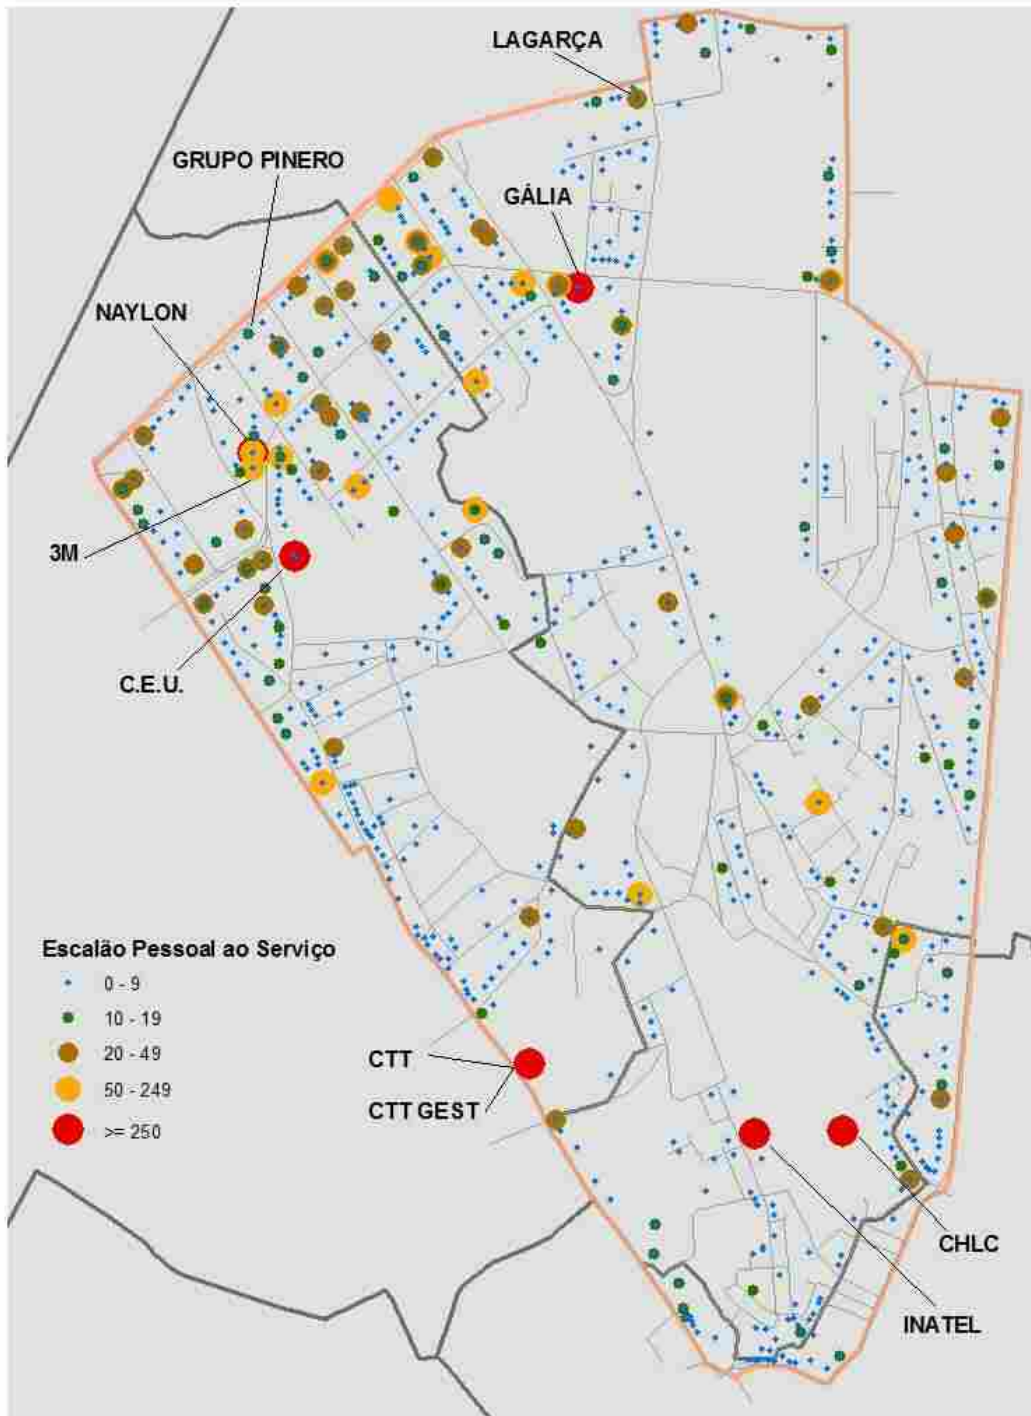 LAGARÇA
GRUPO PINERO
GÁLIA
NAYLON
3M
C.E.U.
Escalão Pessoal ao Serviço
0 - 9
10 - 19
20 - 49
50 - 249
>= 250
CTT
CTT GEST
CHLC
INATEL